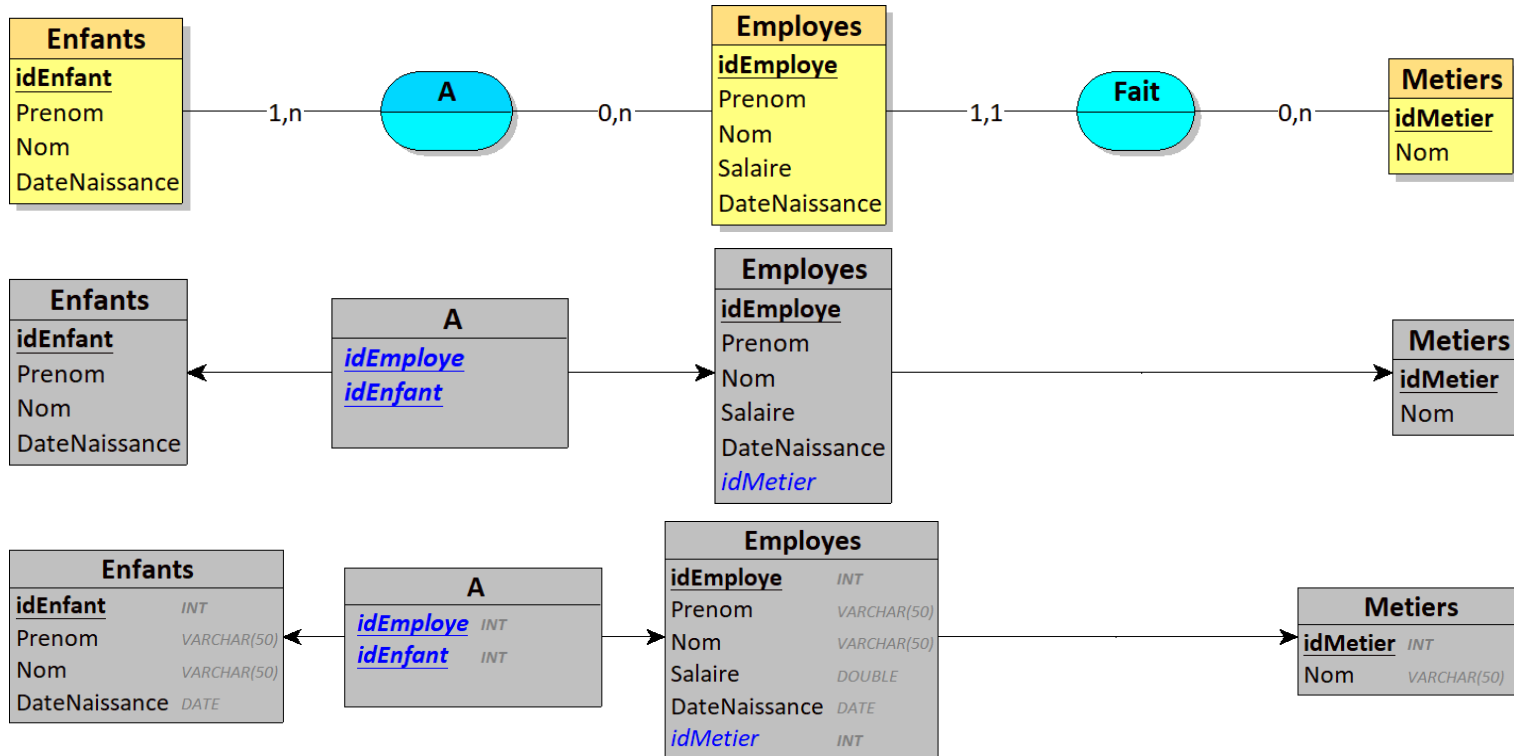 Enfants
idEnfant
Prenom
Nom
DateNaissance
1,n
A
0,n
Employes
idEmploye
Prenom
Nom
Salaire
DateNaissance
1,1
Fait
0,n
Metiers
idMetier
Nom
Enfants
idEnfant
Prenom
Nom
DateNaissance
A
idEmploye
idEnfant
Employes
idEmploye
Prenom
Nom
Salaire
DateNaissance
idMetier
Metiers
idMetier
Nom
Enfants
idEnfant INT
Prenom VARCHAR(50)
Nom VARCHAR(50)
DateNaissance DATE
A
idEmploye INT
idEnfant INT
Employes
idEmploye INT
Prenom VARCHAR(50)
Nom VARCHAR(50)
Salaire DOUBLE
DateNaissance DATE
idMetier INT
Metiers
idMetier INT
Nom VARCHAR(50)